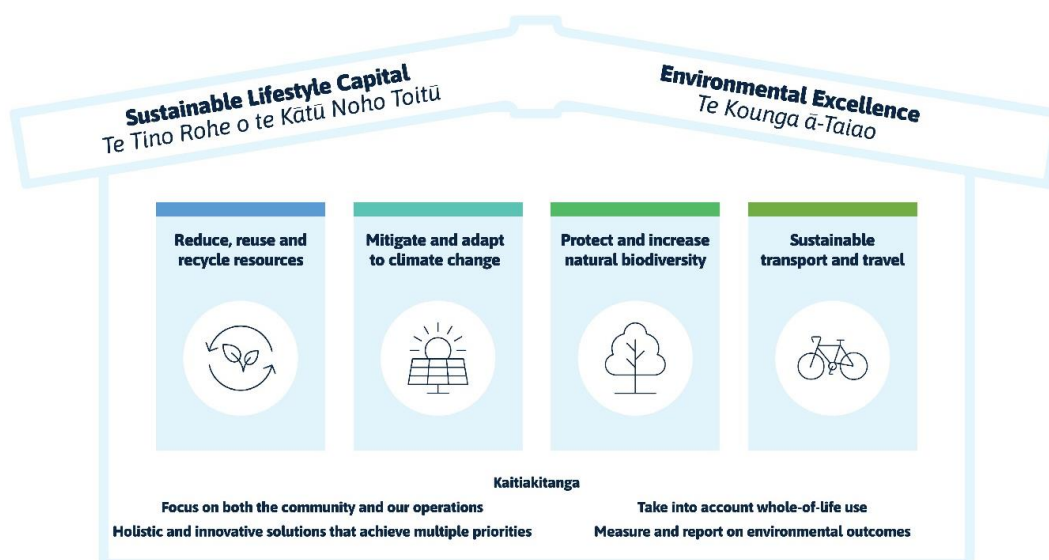 Sustainable Lifestyle Capital
Te Tino Rohe o te Kātū Noho Toitū
Environmental Excellence
Te Kounga ā-Taiao
Reduce, reuse and
recycle resources
Mitigate and adapt
to climate change
Protect and increase
natural biodiversity
Sustainable
transport and travel
Kaitiakitanga
Focus on both the community and our operations
Holistic and innovative solutions that achieve multiple priorities
Take into account whole-of-life use
Measure and report on environmental outcomes